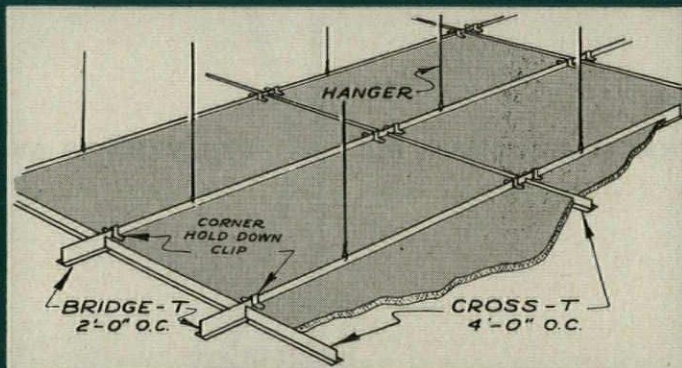 HANGER
CORNER
HOLD DOWN
CLIP
BRIDGE-T
2'-0" O.C.
CROSS-T
4'-0" O.C.